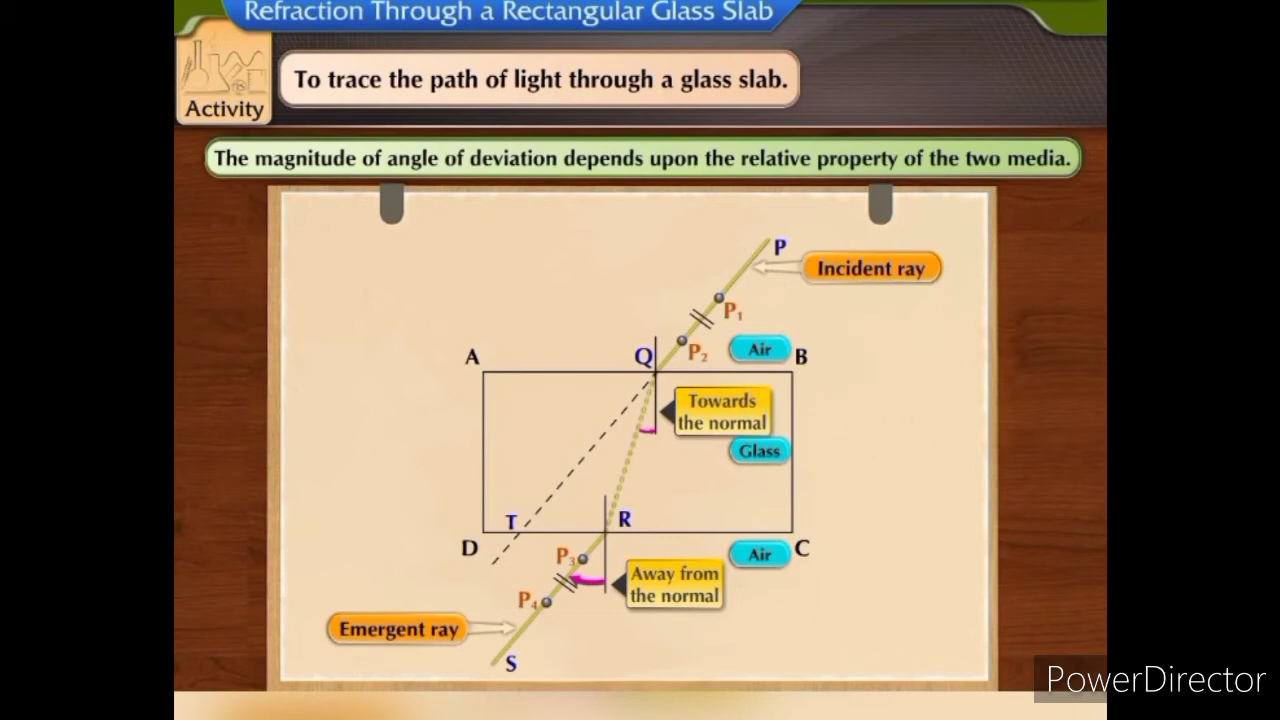 Refraction Through a Rectangular Glass Slab
Activity
To trace the path of light through a glass slab.
The magnitude of angle of deviation depends upon the relative property of the two media.
P
Incident ray
P₁
P₂
Air
A
Q
B
Towards
the normal
Glass
T
R
D
C
Air
P₃
Away from
the normal
P₄
Emergent ray
S
PowerDirector